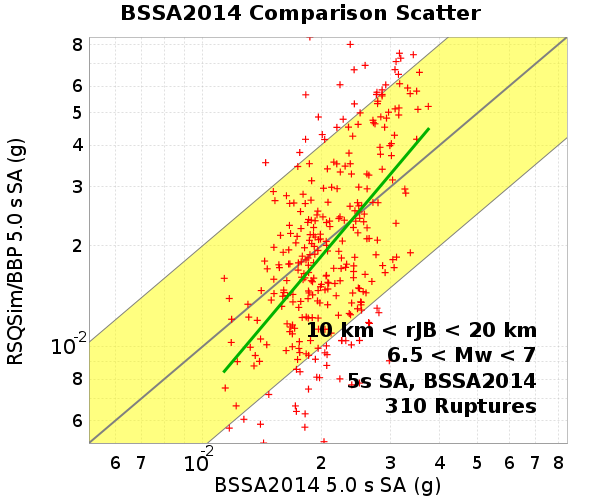 BSSA2014 Comparison Scatter
RSQSim/BBP 5.0 s SA (g)
8
6
5
4
3
2
10-2
8
6
10 km < rJB < 20 km
6.5 < Mw < 7
5s SA, BSSA2014
310 Ruptures
6 7 10-2 2 3 4 5 6 7 8
BSSA2014 5.0 s SA (g)